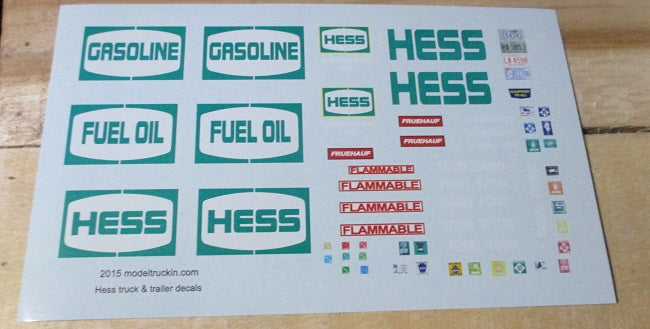 GASOLINE
GASOLINE
HESS
HESS
HESS
HESS
FUEL OIL
FUEL OIL
FRUEHAUF
FRUEHAUF
FRUEHAUF
FLAMMABLE
FLAMMABLE
FLAMMABLE
FLAMMABLE
HESS
HESS
2015 modeltruckin.com
Hess truck & trailer decals